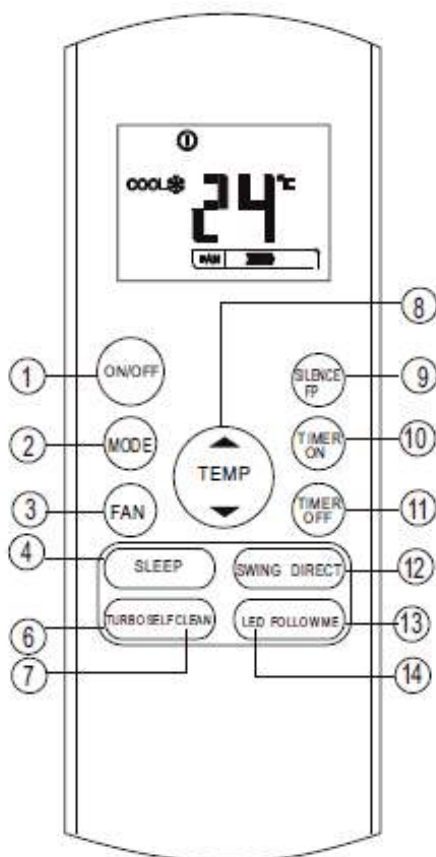 COOL 24 °C
FAN
8
1 ON/OFF SILENCE FP 9
2 MODE TEMP TIMER ON 10
3 FAN TIMER OFF 11
4 SLEEP SWING DIRECT 12
6 TURBO SELF CLEAN LED FOLLOW ME 13
7 14